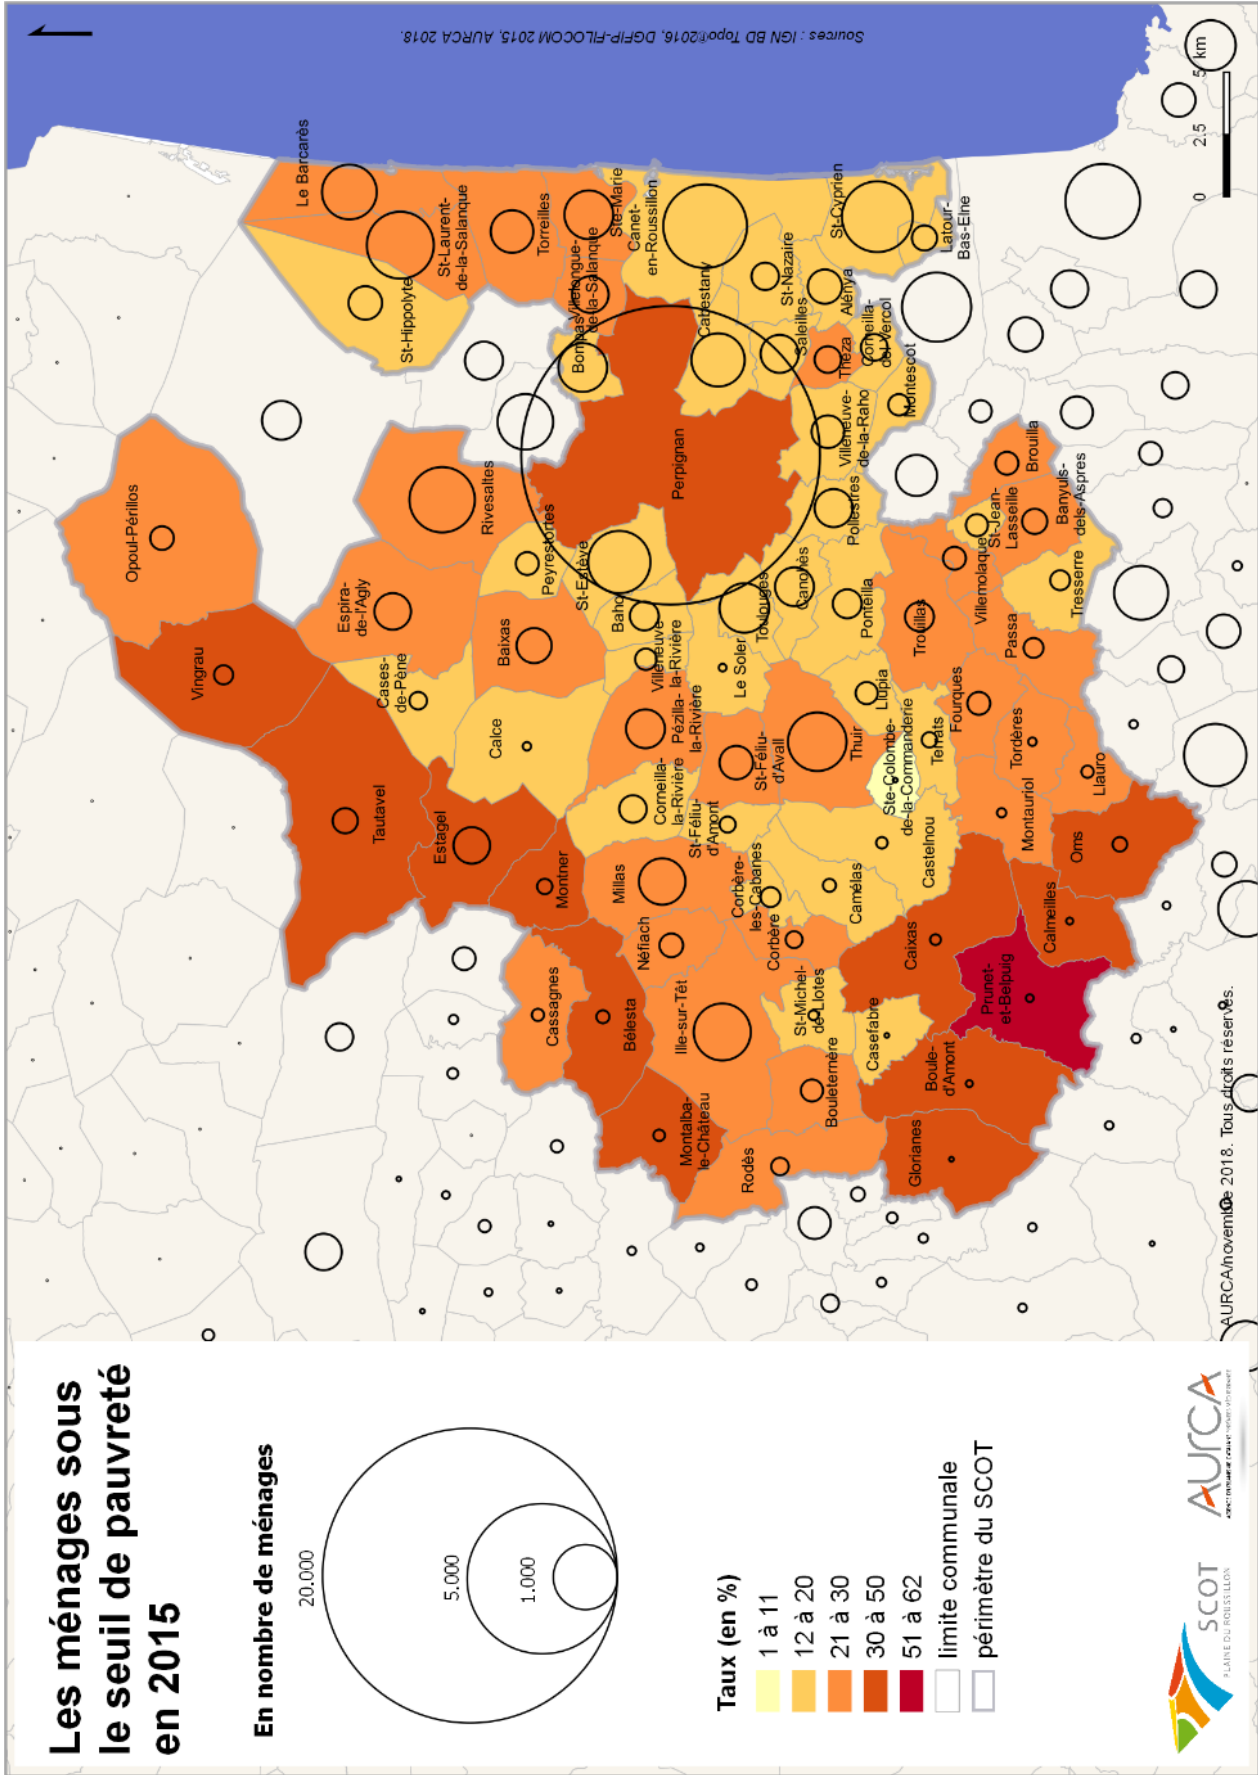 Les ménages sous
le seuil de pauvreté
en 2015
En nombre de ménages
20.000
5.000
1.000
Taux (en %)
1 à 11
12 à 20
21 à 30
30 à 50
51 à 62
limite communale
périmètre du SCOT
SCOT
PLAINE DU ROUSSILLON
AURCA
Opoul-Périllos
Vingrau
Tautavel
Estagel
Montner
Cases-
de-Pène
Espira-
de-l'Agly
Rivesaltes
Calce
Baixas
Peyrestortes
St-Hippolyte
Le Barcarès
St-Laurent-
de-la-Salanque
Torreilles
Ste-Marie
Villelongue-
de-la-Salanque
Bompas
Canet-
en-Roussillon
Perpignan
Cabestany
St-Estève
Baho
Villeneuve-
la-Rivière
Pézilla-
la-Rivière
Corneilla-
la-Rivière
St-Féliu-
d'Amont
St-Féliu-
d'Avall
Le Soler
Toulouges
Canohès
Pollestres
Villeneuve-
de-la-Raho
Saleilles
St-Nazaire
Théza
Alénya
Corneilla-
del-Vercol
Montescot
St-Cyprien
Latour-
Bas-Elne
Cassagnes
Bélesta
Montalba-
le-Château
Ille-sur-Têt
Néfiach
Millas
Corbère-
les-Cabanes
Corbère
St-Michel-
de-Llotes
Casefabre
Bouleternère
Rodès
Glorianes
Boule-
d'Amont
Prunet-
et-Belpuig
Caixas
Calmeilles
Oms
Camélas
Castelnou
Thuir
Llupia
Ste-Colombe-
de-la-Commanderie
Terrats
Ponteilla
Trouillas
Fourques
Tordères
Montauriol
Llauro
Passa
Villemolaque
St-Jean-
Lasseille
Banyuls-
dels-Aspres
Brouilla
Tresserre
Sources : IGN BD Topo®2016, DGFIP-FILOCOM 2015, AURCA 2018.
0 2.5 5 km
AURCA/novembre 2018. Tous droits réservés.